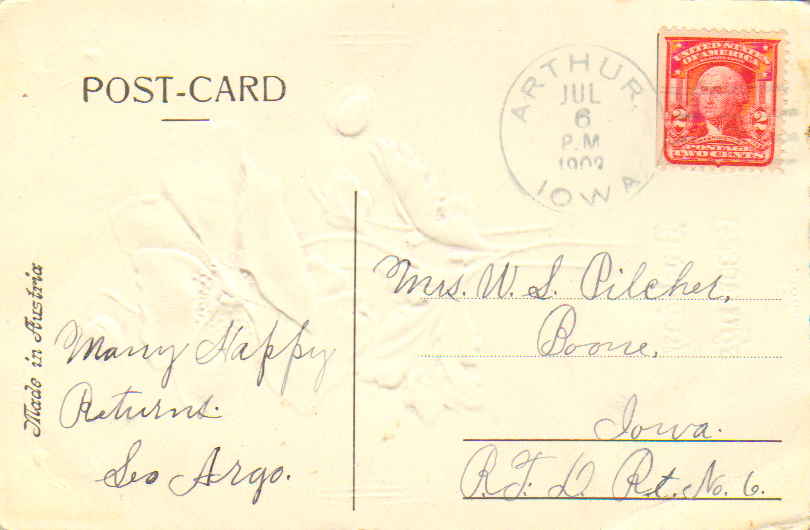 POST-CARD
ARTHUR.
JUL
6
P.M
IOWA
UNITED STATES
OF AMERICA
2 2
POSTAGE
TWO CENTS
Made in Austria
Many Happy
Returns.
Geo Argo.
Mrs. W. S. Pilcher,
Boone,
Iowa.
R.F.D. Rt. No. 6.